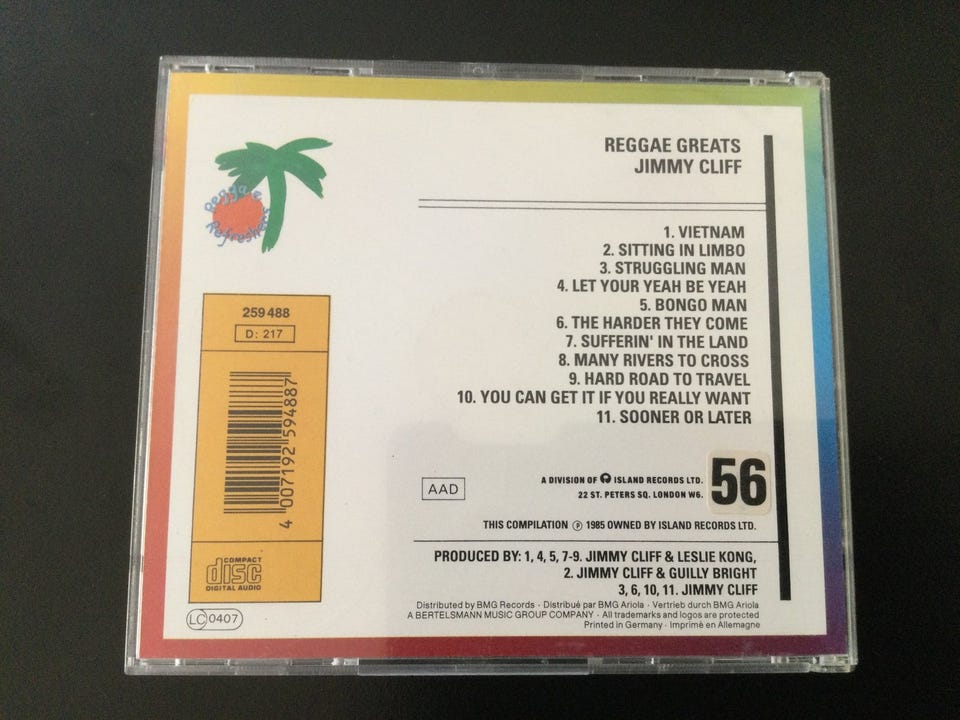 REGGAE GREATS
JIMMY CLIFF
Reggae
Refreshers
1. VIETNAM
2. SITTING IN LIMBO
3. STRUGGLING MAN
4. LET YOUR YEAH BE YEAH
5. BONGO MAN
6. THE HARDER THEY COME
7. SUFFERIN' IN THE LAND
8. MANY RIVERS TO CROSS
9. HARD ROAD TO TRAVEL
10. YOU CAN GET IT IF YOU REALLY WANT
11. SOONER OR LATER
259 488
D: 217
4 007192 594887
COMPACT
disc
DIGITAL AUDIO
LC 0407
AAD
A DIVISION OF ISLAND RECORDS LTD.
22 ST. PETERS SQ. LONDON W6.
56
THIS COMPILATION ℗ 1985 OWNED BY ISLAND RECORDS LTD.
PRODUCED BY: 1, 4, 5, 7-9. JIMMY CLIFF & LESLIE KONG,
2. JIMMY CLIFF & GUILLY BRIGHT
3, 6, 10, 11. JIMMY CLIFF
Distributed by BMG Records · Distribué par BMG Ariola · Vertrieb durch BMG Ariola
A BERTELSMANN MUSIC GROUP COMPANY · All trademarks and logos are protected
Printed in Germany · Imprimé en Allemagne